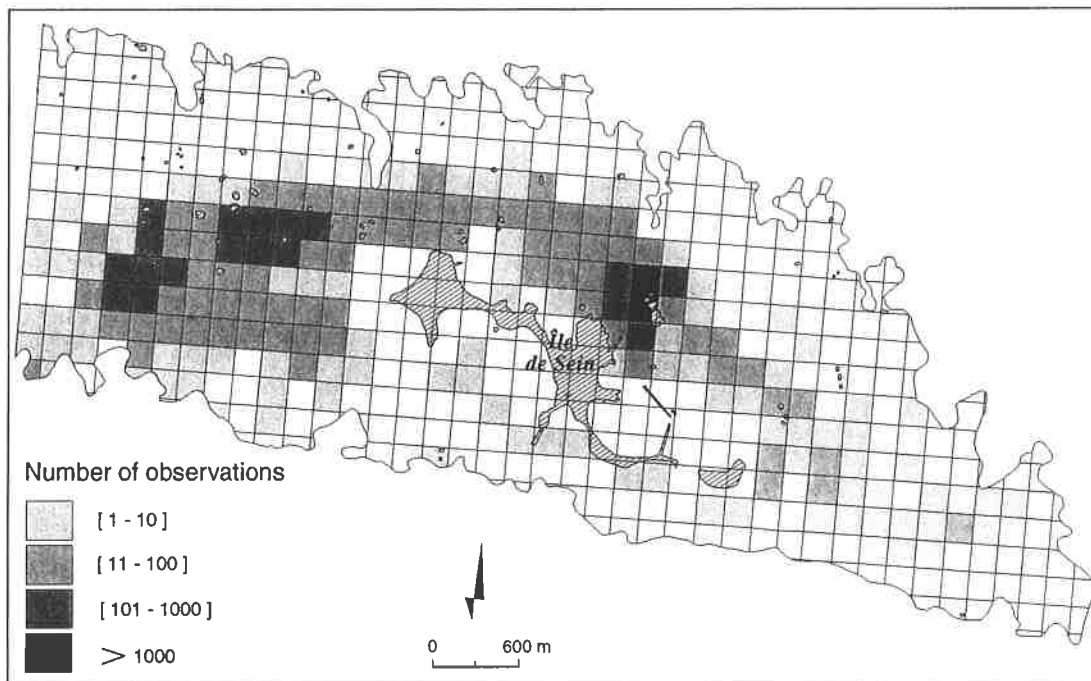 Île
de Sein
Number of observations
[ 1 - 10 ]
[ 11 - 100 ]
[ 101 - 1000 ]
> 1000
0 600 m